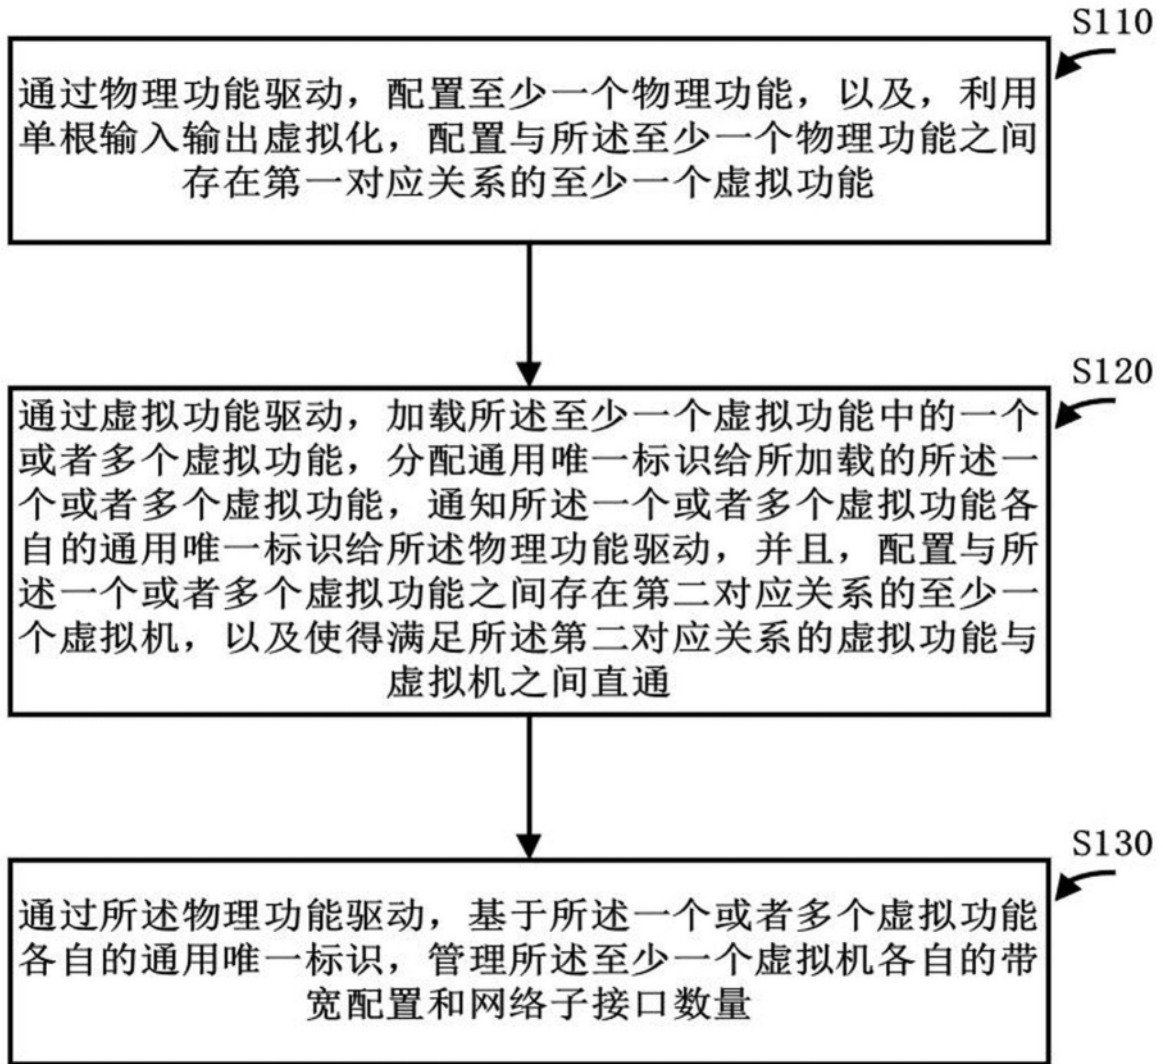 S110
通过物理功能驱动，配置至少一个物理功能，以及，利用
单根输入输出虚拟化，配置与所述至少一个物理功能之间
存在第一对应关系的至少一个虚拟功能
S120
通过虚拟功能驱动，加载所述至少一个虚拟功能中的一个
或者多个虚拟功能，分配通用唯一标识给所加载的所述一
个或者多个虚拟功能，通知所述一个或者多个虚拟功能各
自的通用唯一标识给所述物理功能驱动，并且，配置与所
述一个或者多个虚拟功能之间存在第二对应关系的至少一
个虚拟机，以及使得满足所述第二对应关系的虚拟功能与
虚拟机之间直通
S130
通过所述物理功能驱动，基于所述一个或者多个虚拟功能
各自的通用唯一标识，管理所述至少一个虚拟机各自的带
宽配置和网络子接口数量